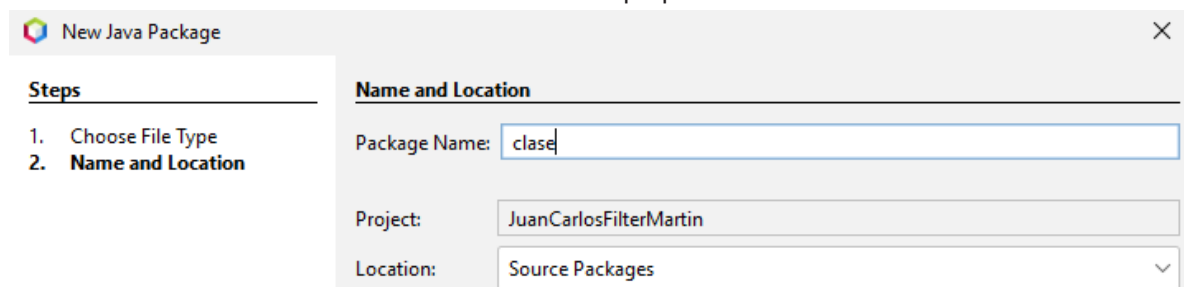 New Java Package
Steps
1. Choose File Type
2. Name and Location
Name and Location
Package Name: clase
Project: JuanCarlosFilterMartin
Location: Source Packages